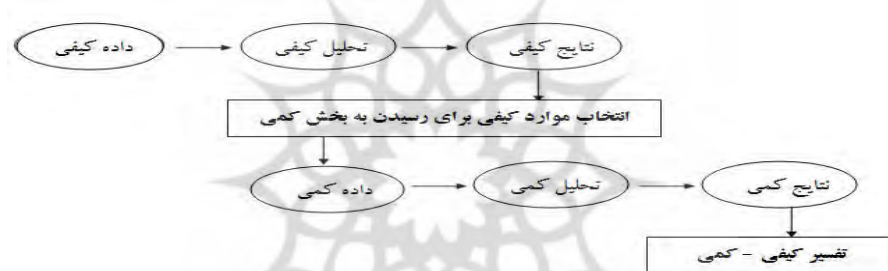 داده کیفی
تحلیل کیفی
نتایج کیفی
انتخاب موارد کیفی برای رسیدن به بخش کمی
داده کمی
تحلیل کمی
نتایج کمی
تفسیر کیفی - کمی